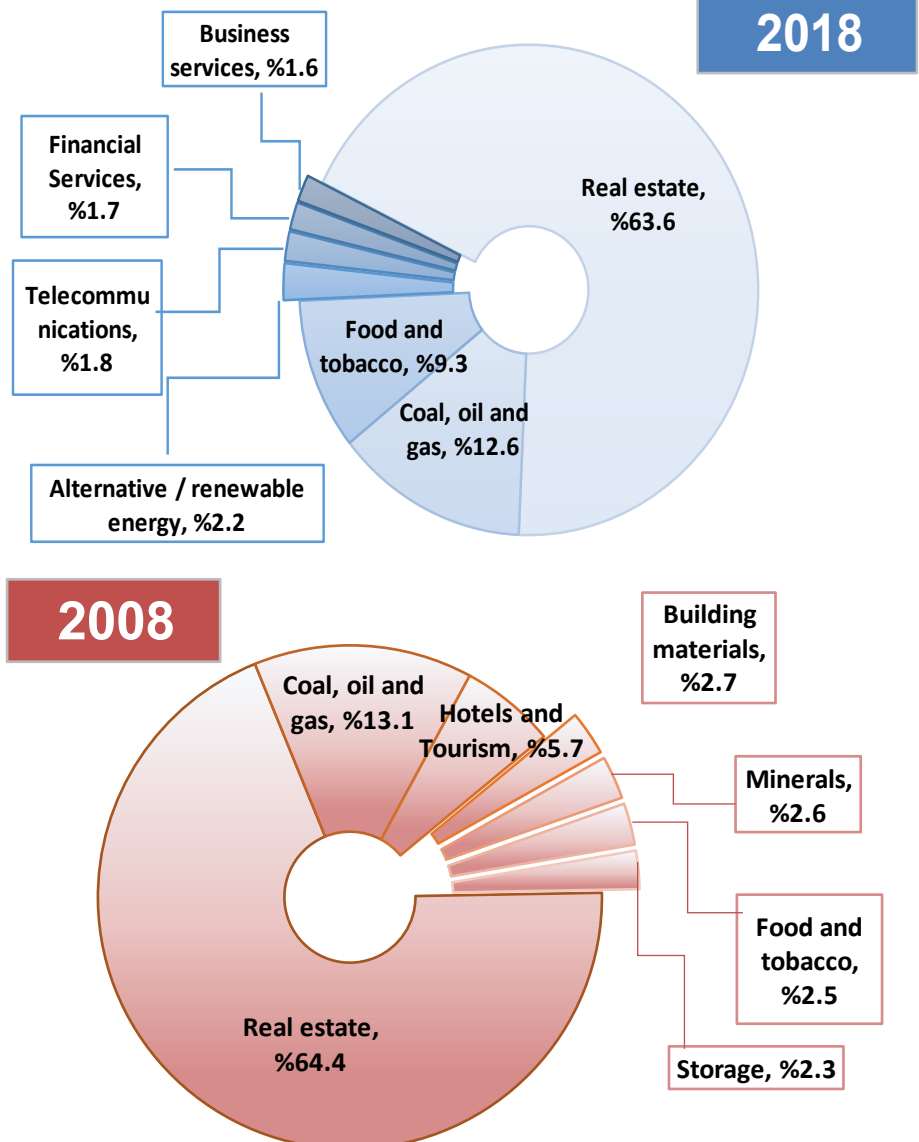 2018
Business
services, %1.6
Financial
Services,
%1.7
Real estate,
%63.6
Telecommu
nications,
%1.8
Food and
tobacco, %9.3
Coal, oil and
gas, %12.6
Alternative / renewable
energy, %2.2
2008
Building
materials,
%2.7
Coal, oil and
gas, %13.1
Hotels and
Tourism, %5.7
Minerals,
%2.6
Food and
tobacco,
%2.5
Real estate,
%64.4
Storage, %2.3